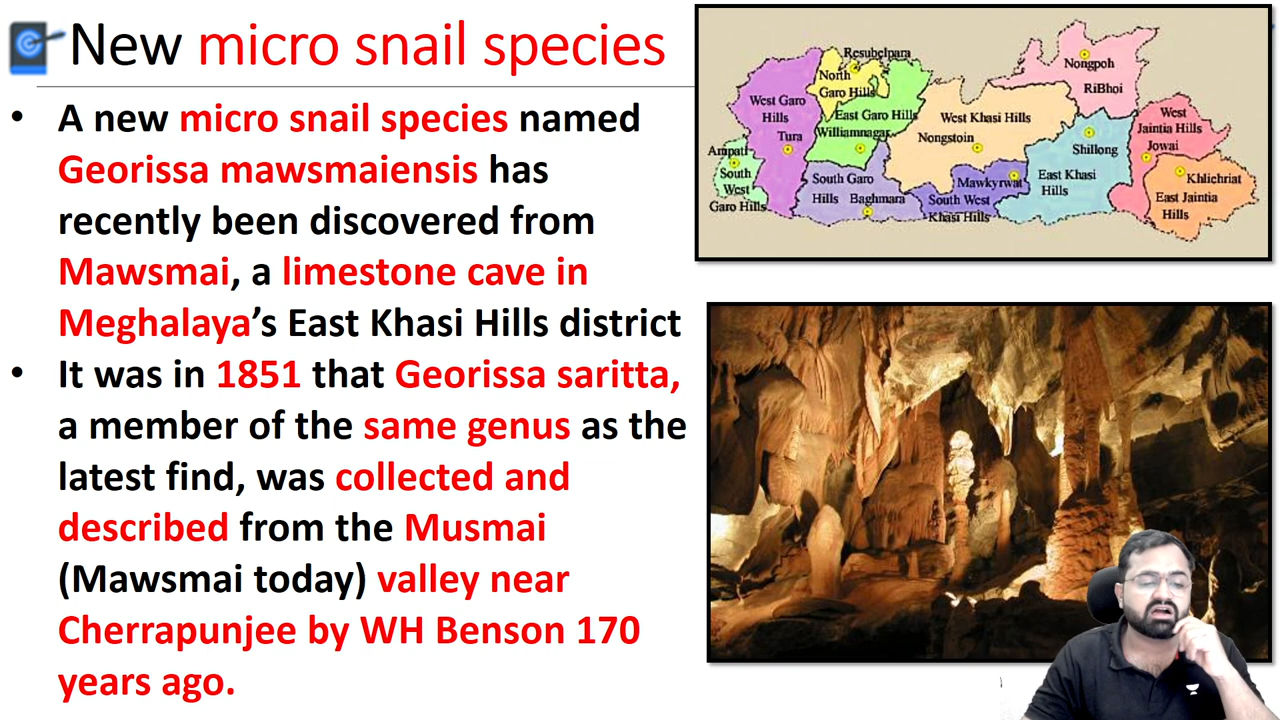 New micro snail species
• A new micro snail species named
Georissa mawsmaiensis has
recently been discovered from
Mawsmai, a limestone cave in
Meghalaya’s East Khasi Hills district
• It was in 1851 that Georissa saritta,
a member of the same genus as the
latest find, was collected and
described from the Musmai
(Mawsmai today) valley near
Cherrapunjee by WH Benson 170
years ago.
Resubelpara
North
Garo Hills
West Garo
Hills
Tura
East Garo Hills
Williamnagar
Ampati
South
West
Garo Hills
South Garo
Hills
Baghmara
West Khasi Hills
Nongstoin
Mawkyrwat
South West
Khasi Hills
Nongpoh
RiBhoi
Shillong
East Khasi
Hills
West
Jaintia Hills
Jowai
Khliehriat
East Jaintia
Hills